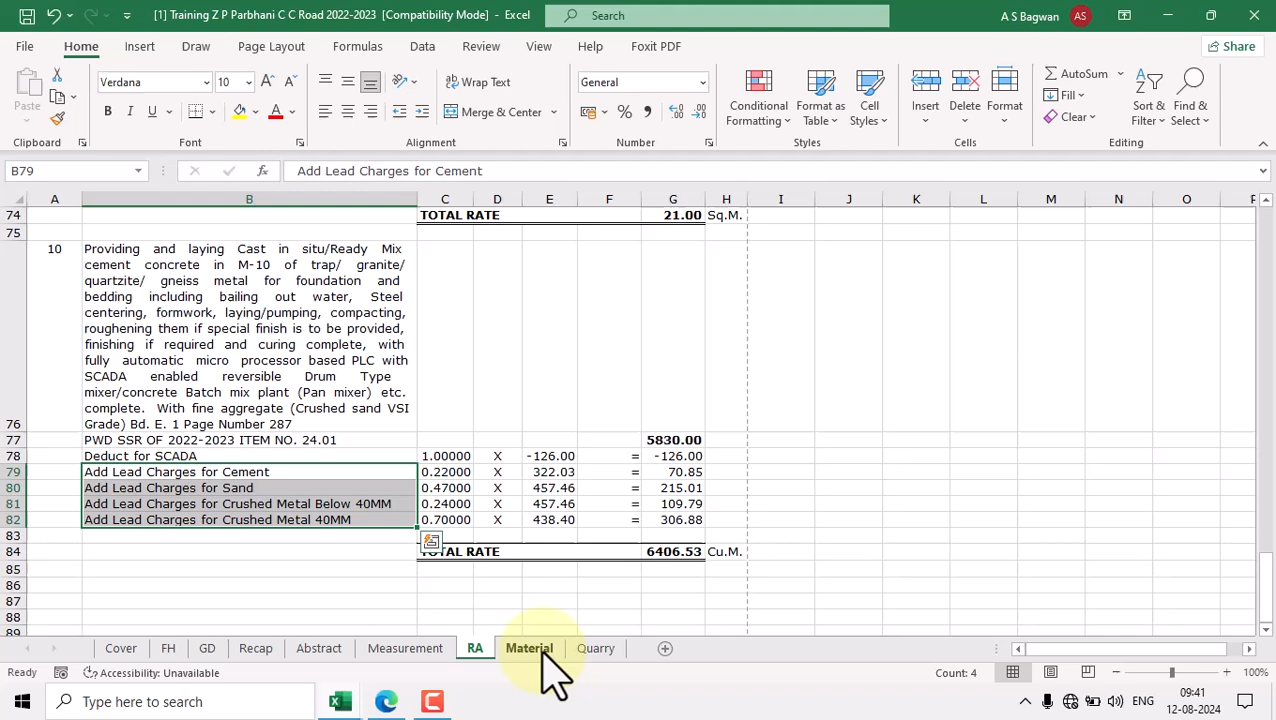 [1] Training Z P Parbhani C C Road 2022-2023 [Compatibility Mode] - Excel
Search
A S Bagwan
AS
File Home Insert Draw Page Layout Formulas Data Review View Help Foxit PDF
Share
Paste
Verdana 10
Wrap Text
General
Conditional Formatting
Format as Table
Cell Styles
Insert
Delete
Format
AutoSum
Fill
Clear
Sort & Filter
Find & Select
B I U
Merge & Center
Clipboard Font Alignment Number Styles Cells Editing
B79 fx Add Lead Charges for Cement
A B C D E F G H I J K L M N O P
74 TOTAL RATE 21.00 Sq.M.
75
10 Providing and laying Cast in situ/Ready Mix
cement concrete in M-10 of trap/ granite/
quartzite/ gneiss metal for foundation and
bedding including bailing out water, Steel
centering, formwork, laying/pumping, compacting,
roughening them if special finish is to be provided,
finishing if required and curing complete, with
fully automatic micro processor based PLC with
SCADA enabled reversible Drum Type
mixer/concrete Batch mix plant (Pan mixer) etc.
complete. With fine aggregate (Crushed sand VSI
76 Grade) Bd. E. 1 Page Number 287
77 PWD SSR OF 2022-2023 ITEM NO. 24.01 5830.00
78 Deduct for SCADA 1.00000 X -126.00 = -126.00
79 Add Lead Charges for Cement 0.22000 X 322.03 = 70.85
80 Add Lead Charges for Sand 0.47000 X 457.46 = 215.01
81 Add Lead Charges for Crushed Metal Below 40MM 0.24000 X 457.46 = 109.79
82 Add Lead Charges for Crushed Metal 40MM 0.70000 X 438.40 = 306.88
83
84 TOTAL RATE 6406.53 Cu.M.
85
86
87
88
89
Cover FH GD Recap Abstract Measurement RA Material Quarry
Ready Accessibility: Unavailable Count: 4 100%
Type here to search
ENG
09:41
12-08-2024